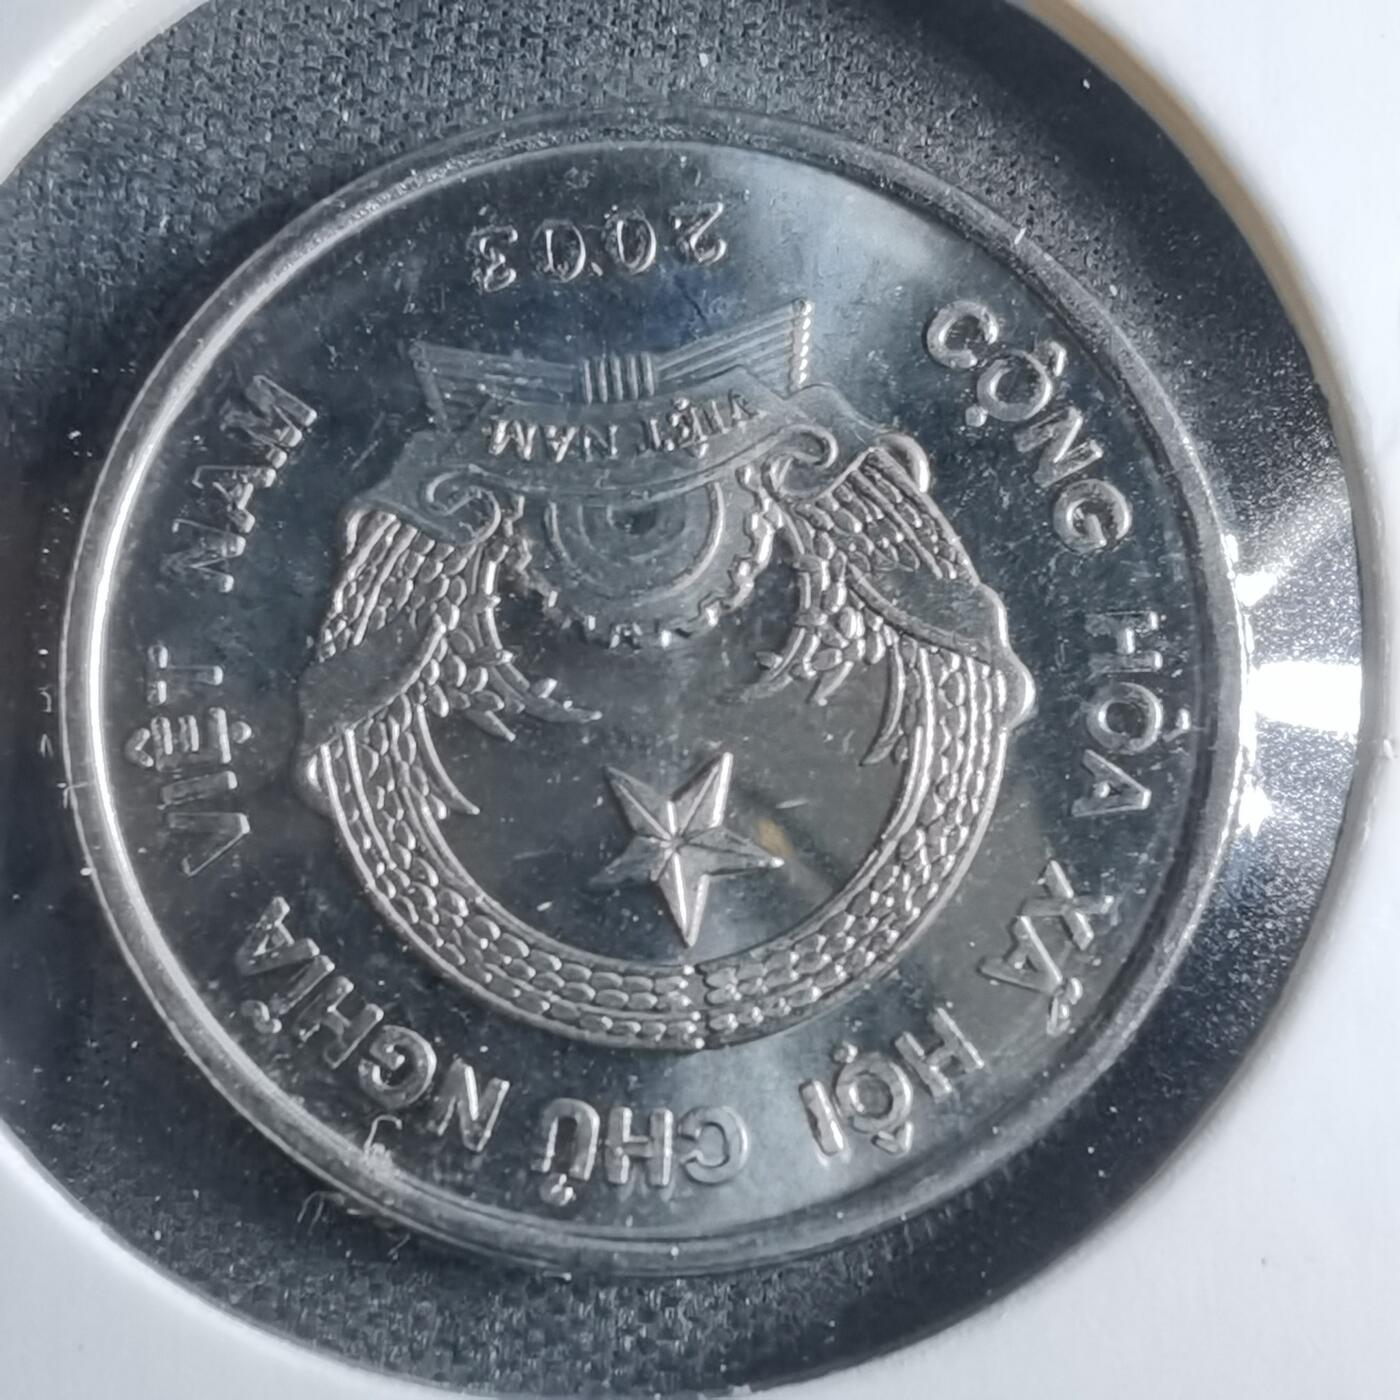 CỘNG HÒA XÃ HỘI CHỦ NGHĨA VIỆT NAM
VIỆT NAM
2003